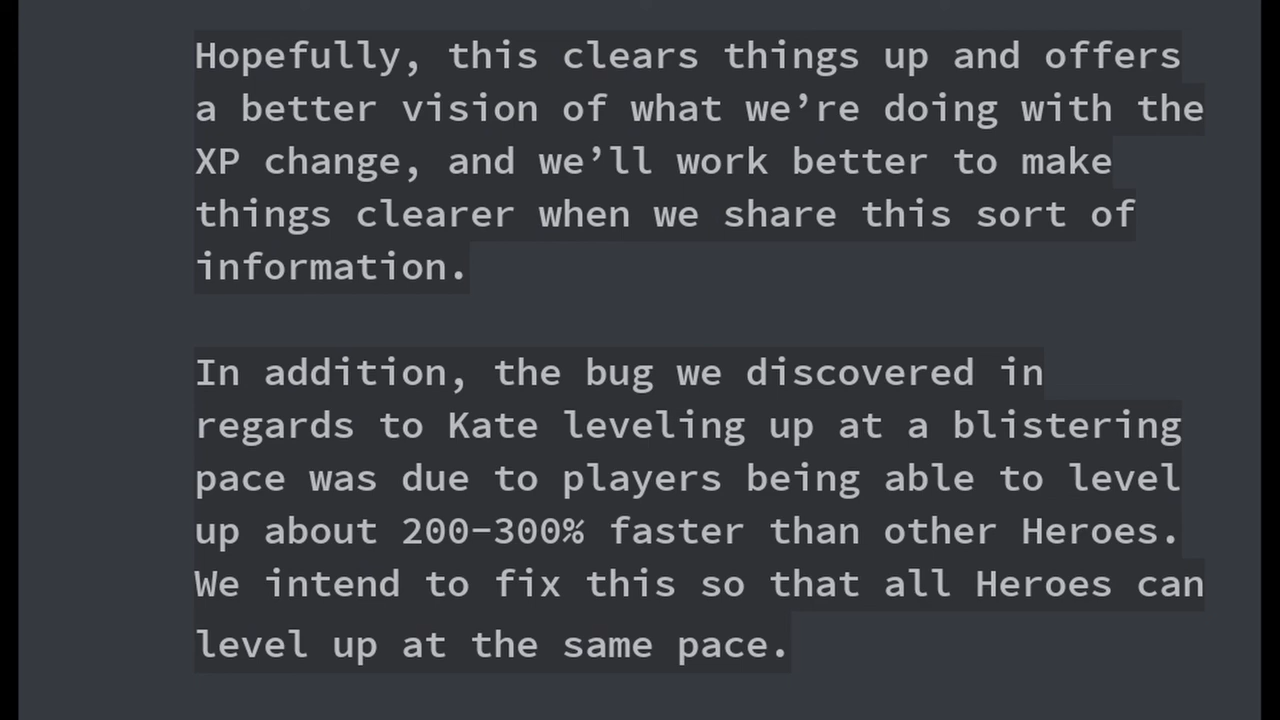 Hopefully, this clears things up and offers
a better vision of what we’re doing with the
XP change, and we’ll work better to make
things clearer when we share this sort of
information.
In addition, the bug we discovered in
regards to Kate leveling up at a blistering
pace was due to players being able to level
up about 200-300% faster than other Heroes.
We intend to fix this so that all Heroes can
level up at the same pace.